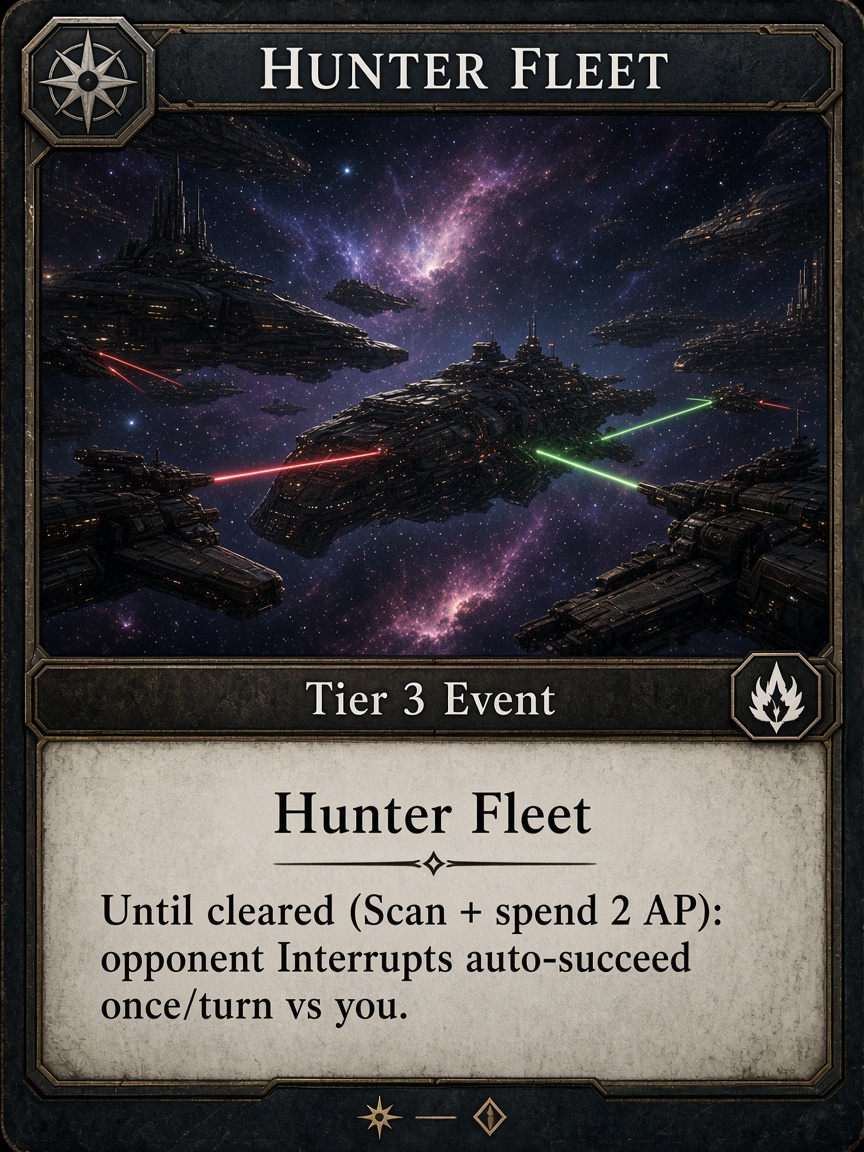 HUNTER FLEET
Tier 3 Event
Hunter Fleet
Until cleared (Scan + spend 2 AP):
opponent Interrupts auto-succeed
once/turn vs you.